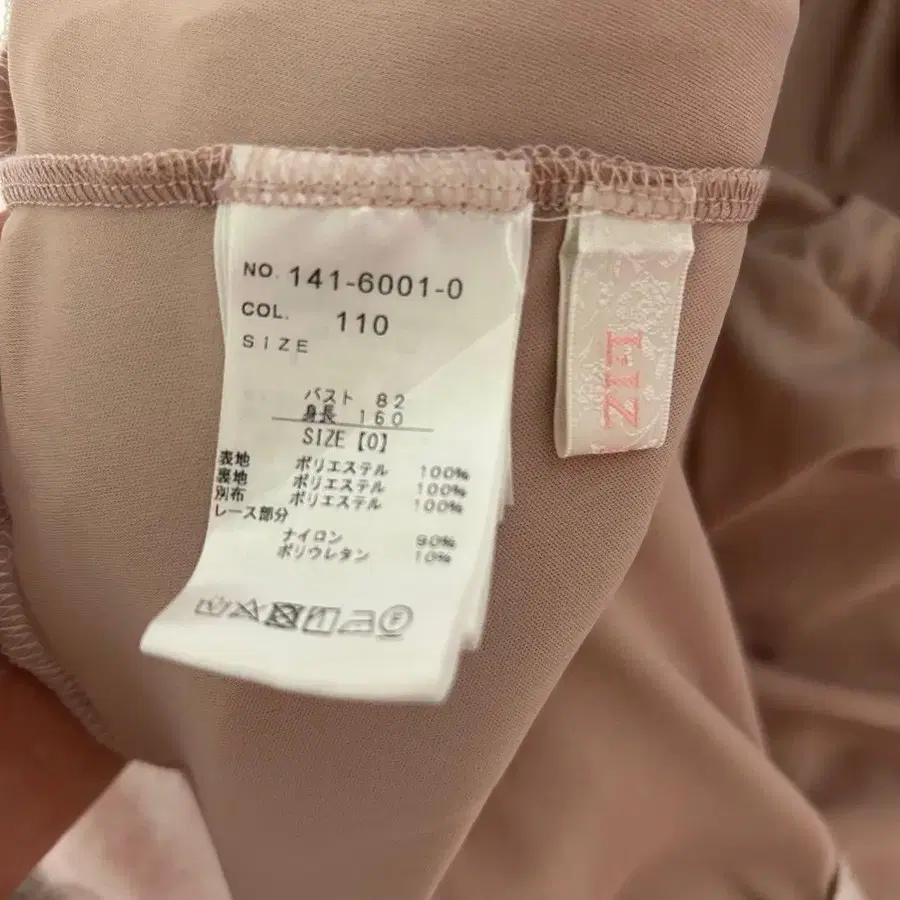 NO. 141-6001-0
COL. 110
SIZE
バスト 82
身長 160
SIZE【0】
表地 ポリエステル 100%
裏地 ポリエステル 100%
別布 ポリエステル 100%
レース部分
ナイロン 90%
ポリウレタン 10%
F
LIZ